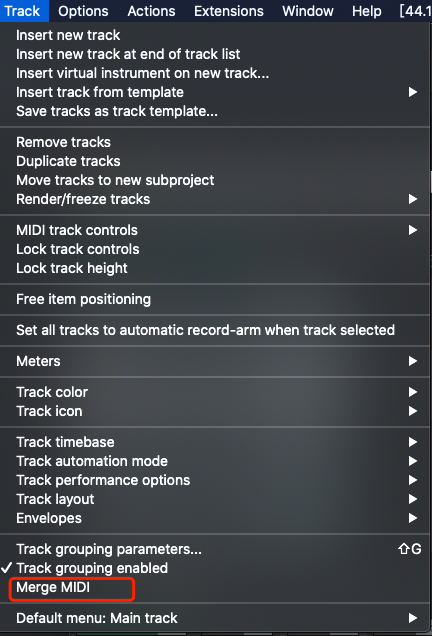 Track Options Actions Extensions Window Help [44.1
Insert new track
Insert new track at end of track list
Insert virtual instrument on new track...
Insert track from template
Save tracks as track template...
Remove tracks
Duplicate tracks
Move tracks to new subproject
Render/freeze tracks
MIDI track controls
Lock track controls
Lock track height
Free item positioning
Set all tracks to automatic record-arm when track selected
Meters
Track color
Track icon
Track timebase
Track automation mode
Track performance options
Track layout
Envelopes
Track grouping parameters... ⇧G
✓ Track grouping enabled
Merge MIDI
Default menu: Main track